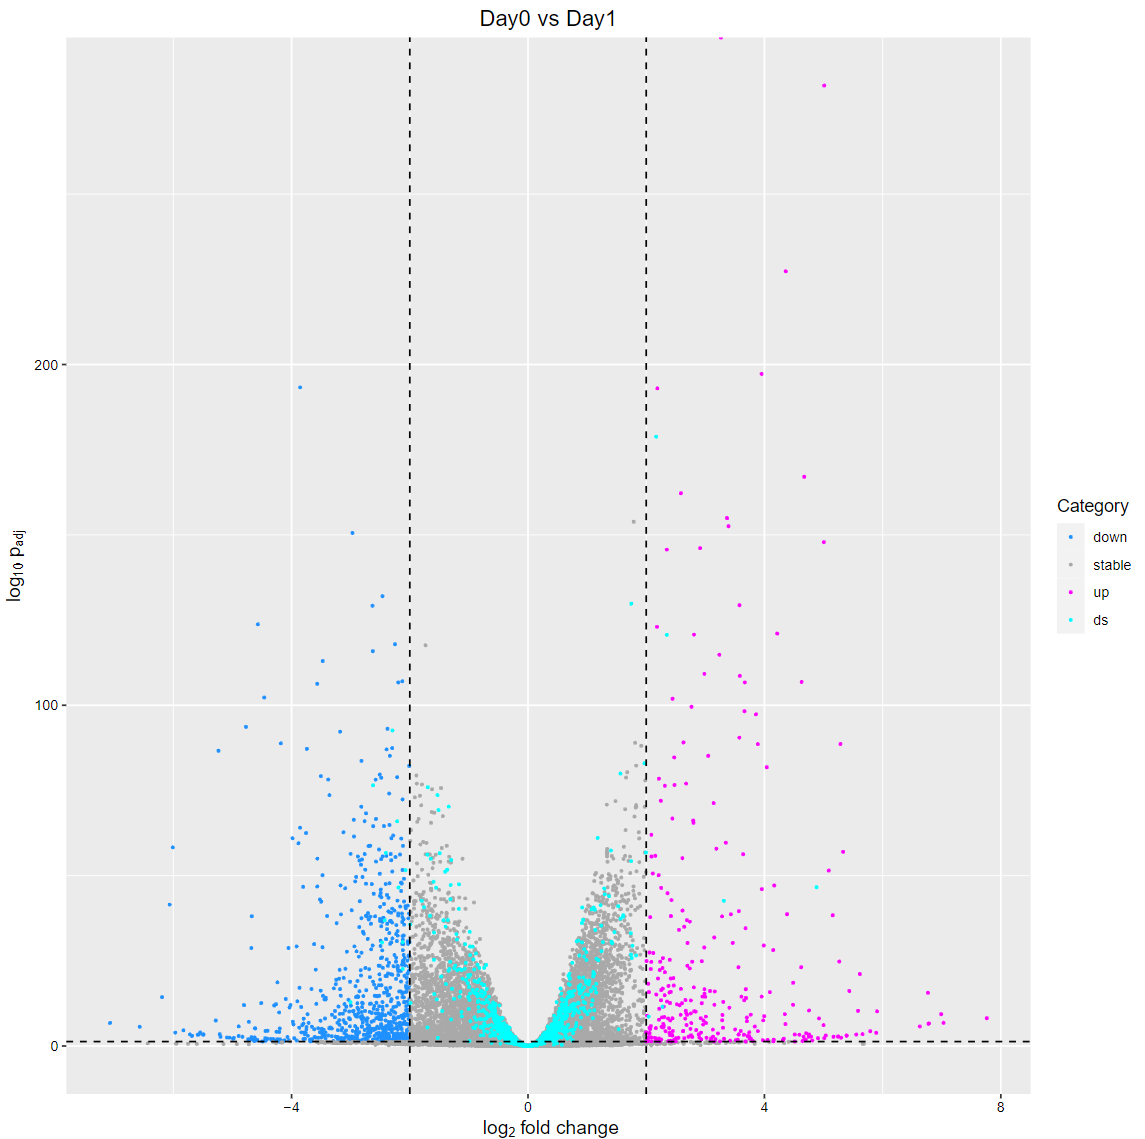 Day0 vs Day1
200
100
0
log₁₀ p_adj
−4
0
4
8
log₂ fold change
Category
down
stable
up
ds